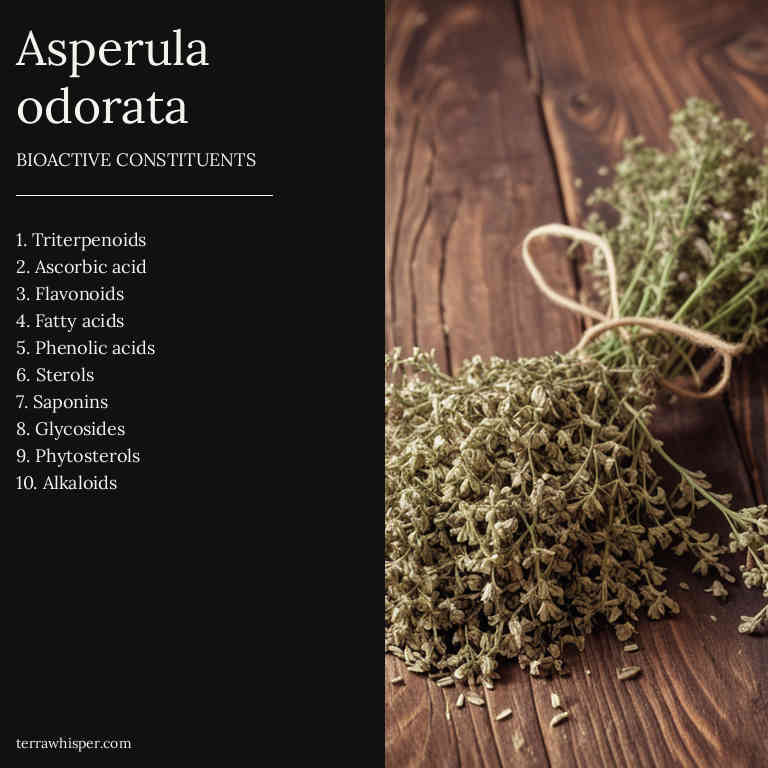 Asperula
odorata
BIOACTIVE CONSTITUENTS
1. Triterpenoids
2. Ascorbic acid
3. Flavonoids
4. Fatty acids
5. Phenolic acids
6. Sterols
7. Saponins
8. Glycosides
9. Phytosterols
10. Alkaloids
terrawhisper.com